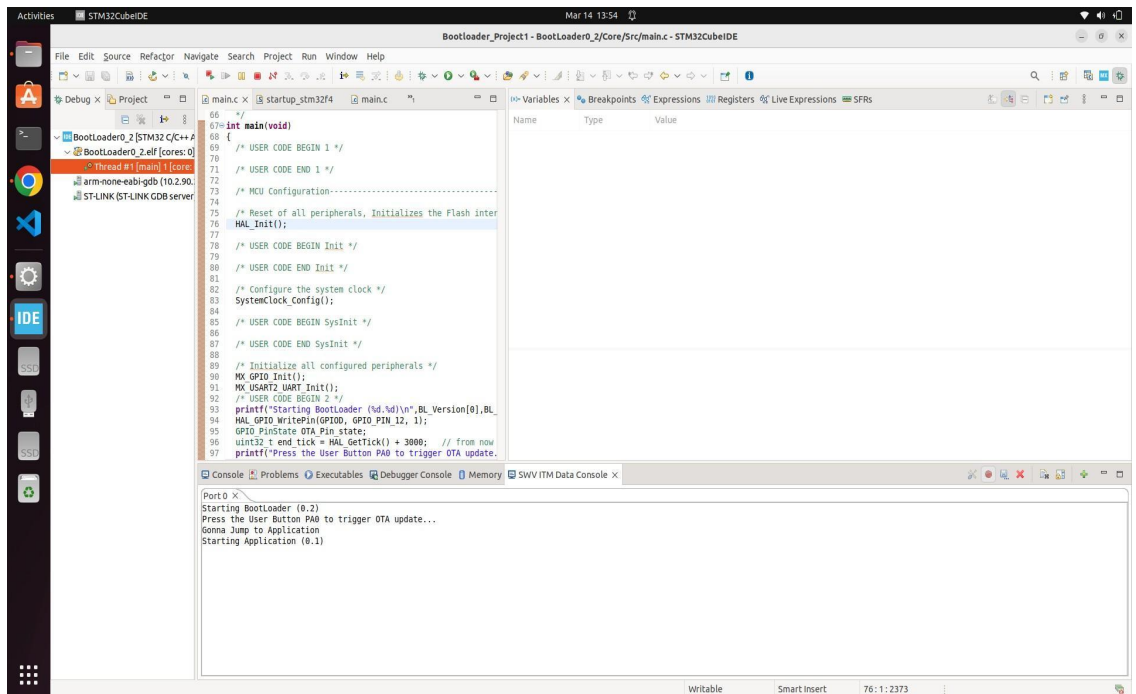 Activities STM32CubeIDE Mar 14 13:54
Bootloader_Project1 - BootLoader0_2/Core/Src/main.c - STM32CubeIDE
File Edit Source Refactor Navigate Search Project Run Window Help
Debug Project main.c startup_stm32f4 main.c Variables Breakpoints Expressions Registers Live Expressions SFRs
Name Type Value
BootLoader0_2 [STM32 C/C++ A
BootLoader0_2.elf [cores: 0]
Thread #1 [main] 1 [core:
arm-none-eabi-gdb (10.2.90.
ST-LINK (ST-LINK GDB server
66 */
67 int main(void)
68 {
69 /* USER CODE BEGIN 1 */
70
71 /* USER CODE END 1 */
72
73 /* MCU Configuration------------------------------------
74
75 /* Reset of all peripherals, Initializes the Flash inter
76 HAL_Init();
77
78 /* USER CODE BEGIN Init */
79
80 /* USER CODE END Init */
81
82 /* Configure the system clock */
83 SystemClock_Config();
84
85 /* USER CODE BEGIN SysInit */
86
87 /* USER CODE END SysInit */
88
89 /* Initialize all configured peripherals */
90 MX_GPIO_Init();
91 MX_USART2_UART_Init();
92 /* USER CODE BEGIN 2 */
93 printf("Starting BootLoader (%d.%d)\n",BL_Version[0],BL_
94 HAL_GPIO_WritePin(GPIOD, GPIO_PIN_12, 1);
95 GPIO_PinState OTA_Pin_state;
96 uint32_t end_tick = HAL_GetTick() + 3000; // from now
97 printf("Press the User Button PA0 to trigger OTA update.
IDE
SSD
SSD
Console Problems Executables Debugger Console Memory SWV ITM Data Console
Port 0
Starting BootLoader (0.2)
Press the User Button PA0 to trigger OTA update...
Gonna Jump to Application
Starting Application (0.1)
Writable Smart Insert 76:1:2373